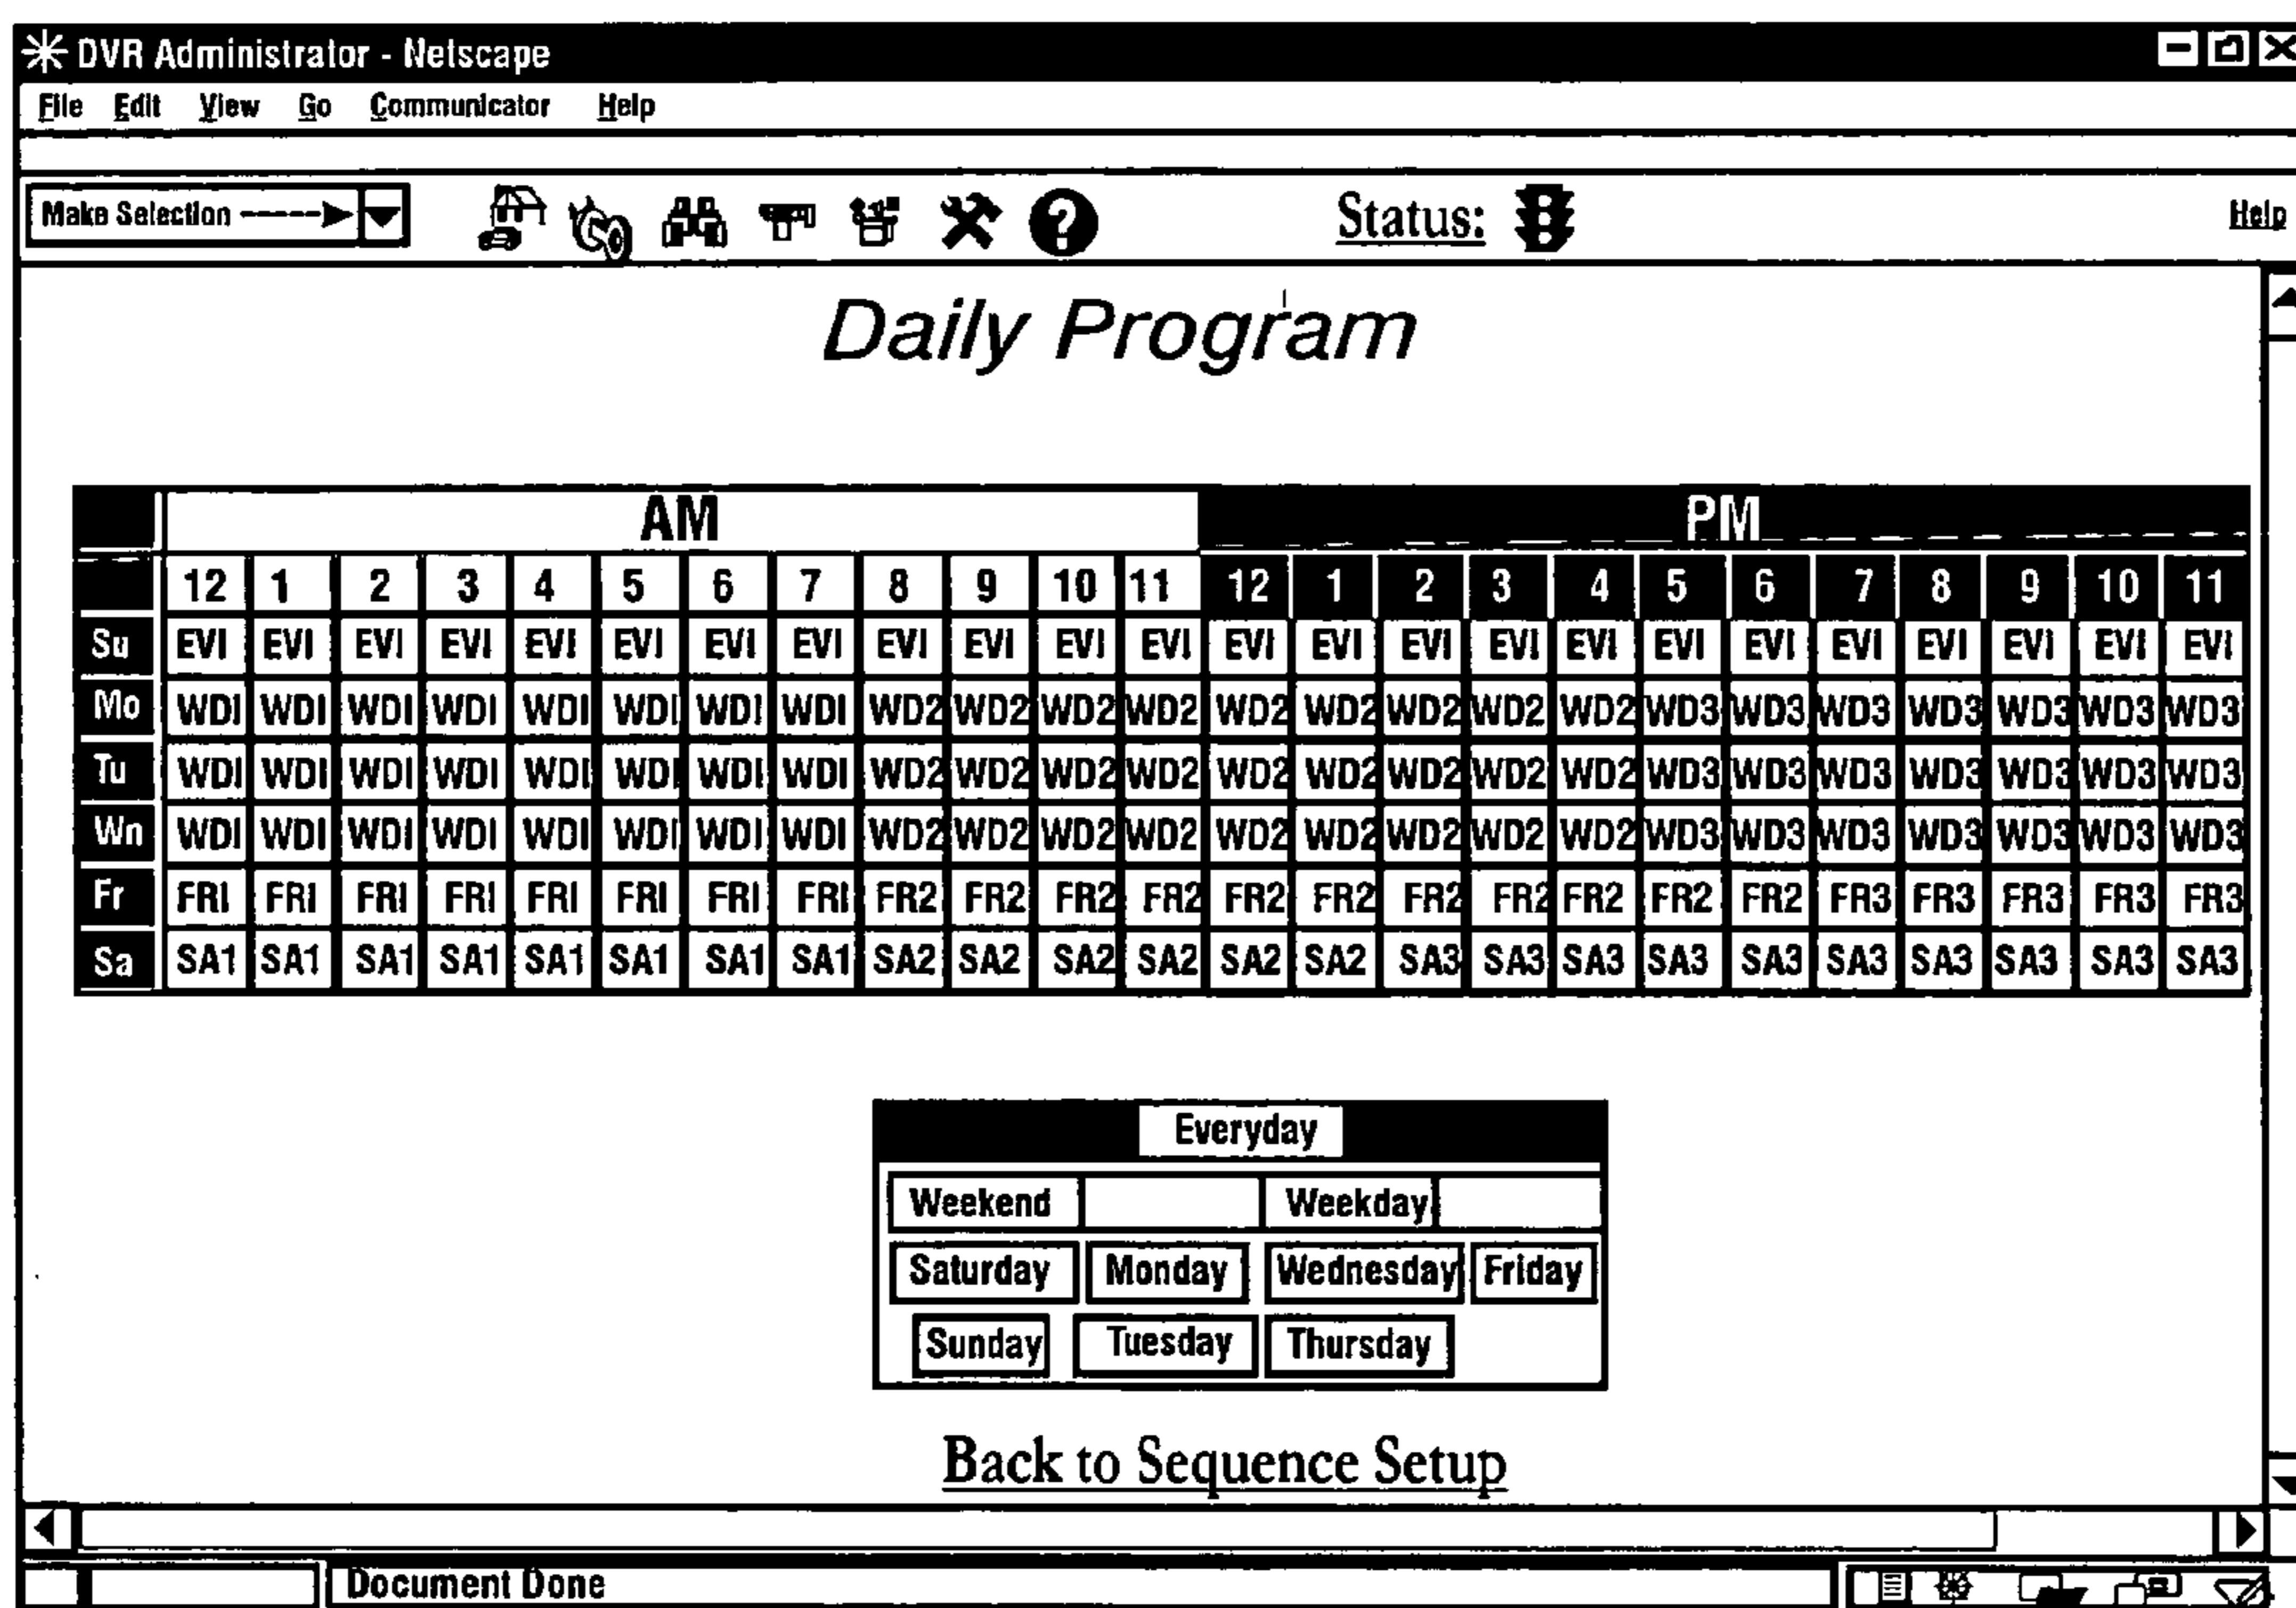 DVR Administrator - Netscape
File Edit View Go Communicator Help
Make Selection Status: Help
Daily Program
AM PM
12 1 2 3 4 5 6 7 8 9 10 11 12 1 2 3 4 5 6 7 8 9 10 11
Su EVI EVI EVI EVI EVI EVI EVI EVI EVI EVI EVI EVI EVI EVI EVI EVI EVI EVI EVI EVI EVI EVI EVI EVI
Mo WDI WDI WDI WDI WDI WDI WDI WDI WD2 WD2 WD2 WD2 WD2 WD2 WD2 WD2 WD2 WD3 WD3 WD3 WD3 WD3 WD3 WD3
Tu WDI WDI WDI WDI WDI WDI WDI WDI WD2 WD2 WD2 WD2 WD2 WD2 WD2 WD2 WD2 WD3 WD3 WD3 WD3 WD3 WD3 WD3
Wn WDI WDI WDI WDI WDI WDI WDI WDI WD2 WD2 WD2 WD2 WD2 WD2 WD2 WD2 WD2 WD3 WD3 WD3 WD3 WD3 WD3 WD3
Fr FRI FRI FRI FRI FRI FRI FRI FRI FR2 FR2 FR2 FR2 FR2 FR2 FR2 FR2 FR2 FR2 FR2 FR3 FR3 FR3 FR3 FR3
Sa SA1 SA1 SA1 SA1 SA1 SA1 SA1 SA1 SA2 SA2 SA2 SA2 SA2 SA2 SA3 SA3 SA3 SA3 SA3 SA3 SA3 SA3 SA3 SA3
Everyday
Weekend Weekday
Saturday Monday Wednesday Friday
Sunday Tuesday Thursday
Back to Sequence Setup
Document Done